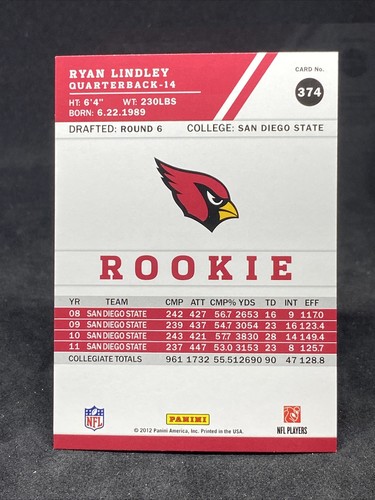 RYAN LINDLEY
QUARTERBACK-14
HT: 6'4" WT: 230LBS
BORN: 6.22.1989
CARD No.
374
DRAFTED: ROUND 6 COLLEGE: SAN DIEGO STATE
ROOKIE
YR TEAM CMP ATT CMP% YDS TD INT EFF
08 SAN DIEGO STATE 242 427 56.7 2653 16 9 117.0
09 SAN DIEGO STATE 239 437 54.7 3054 23 16 123.4
10 SAN DIEGO STATE 243 421 57.7 3830 28 14 149.4
11 SAN DIEGO STATE 237 447 53.0 3153 23 8 125.7
COLLEGIATE TOTALS 961 1732 55.5 12690 90 47 128.8
NFL
PANINI
NFL PLAYERS
© 2012 Panini America, Inc. Printed in the USA.